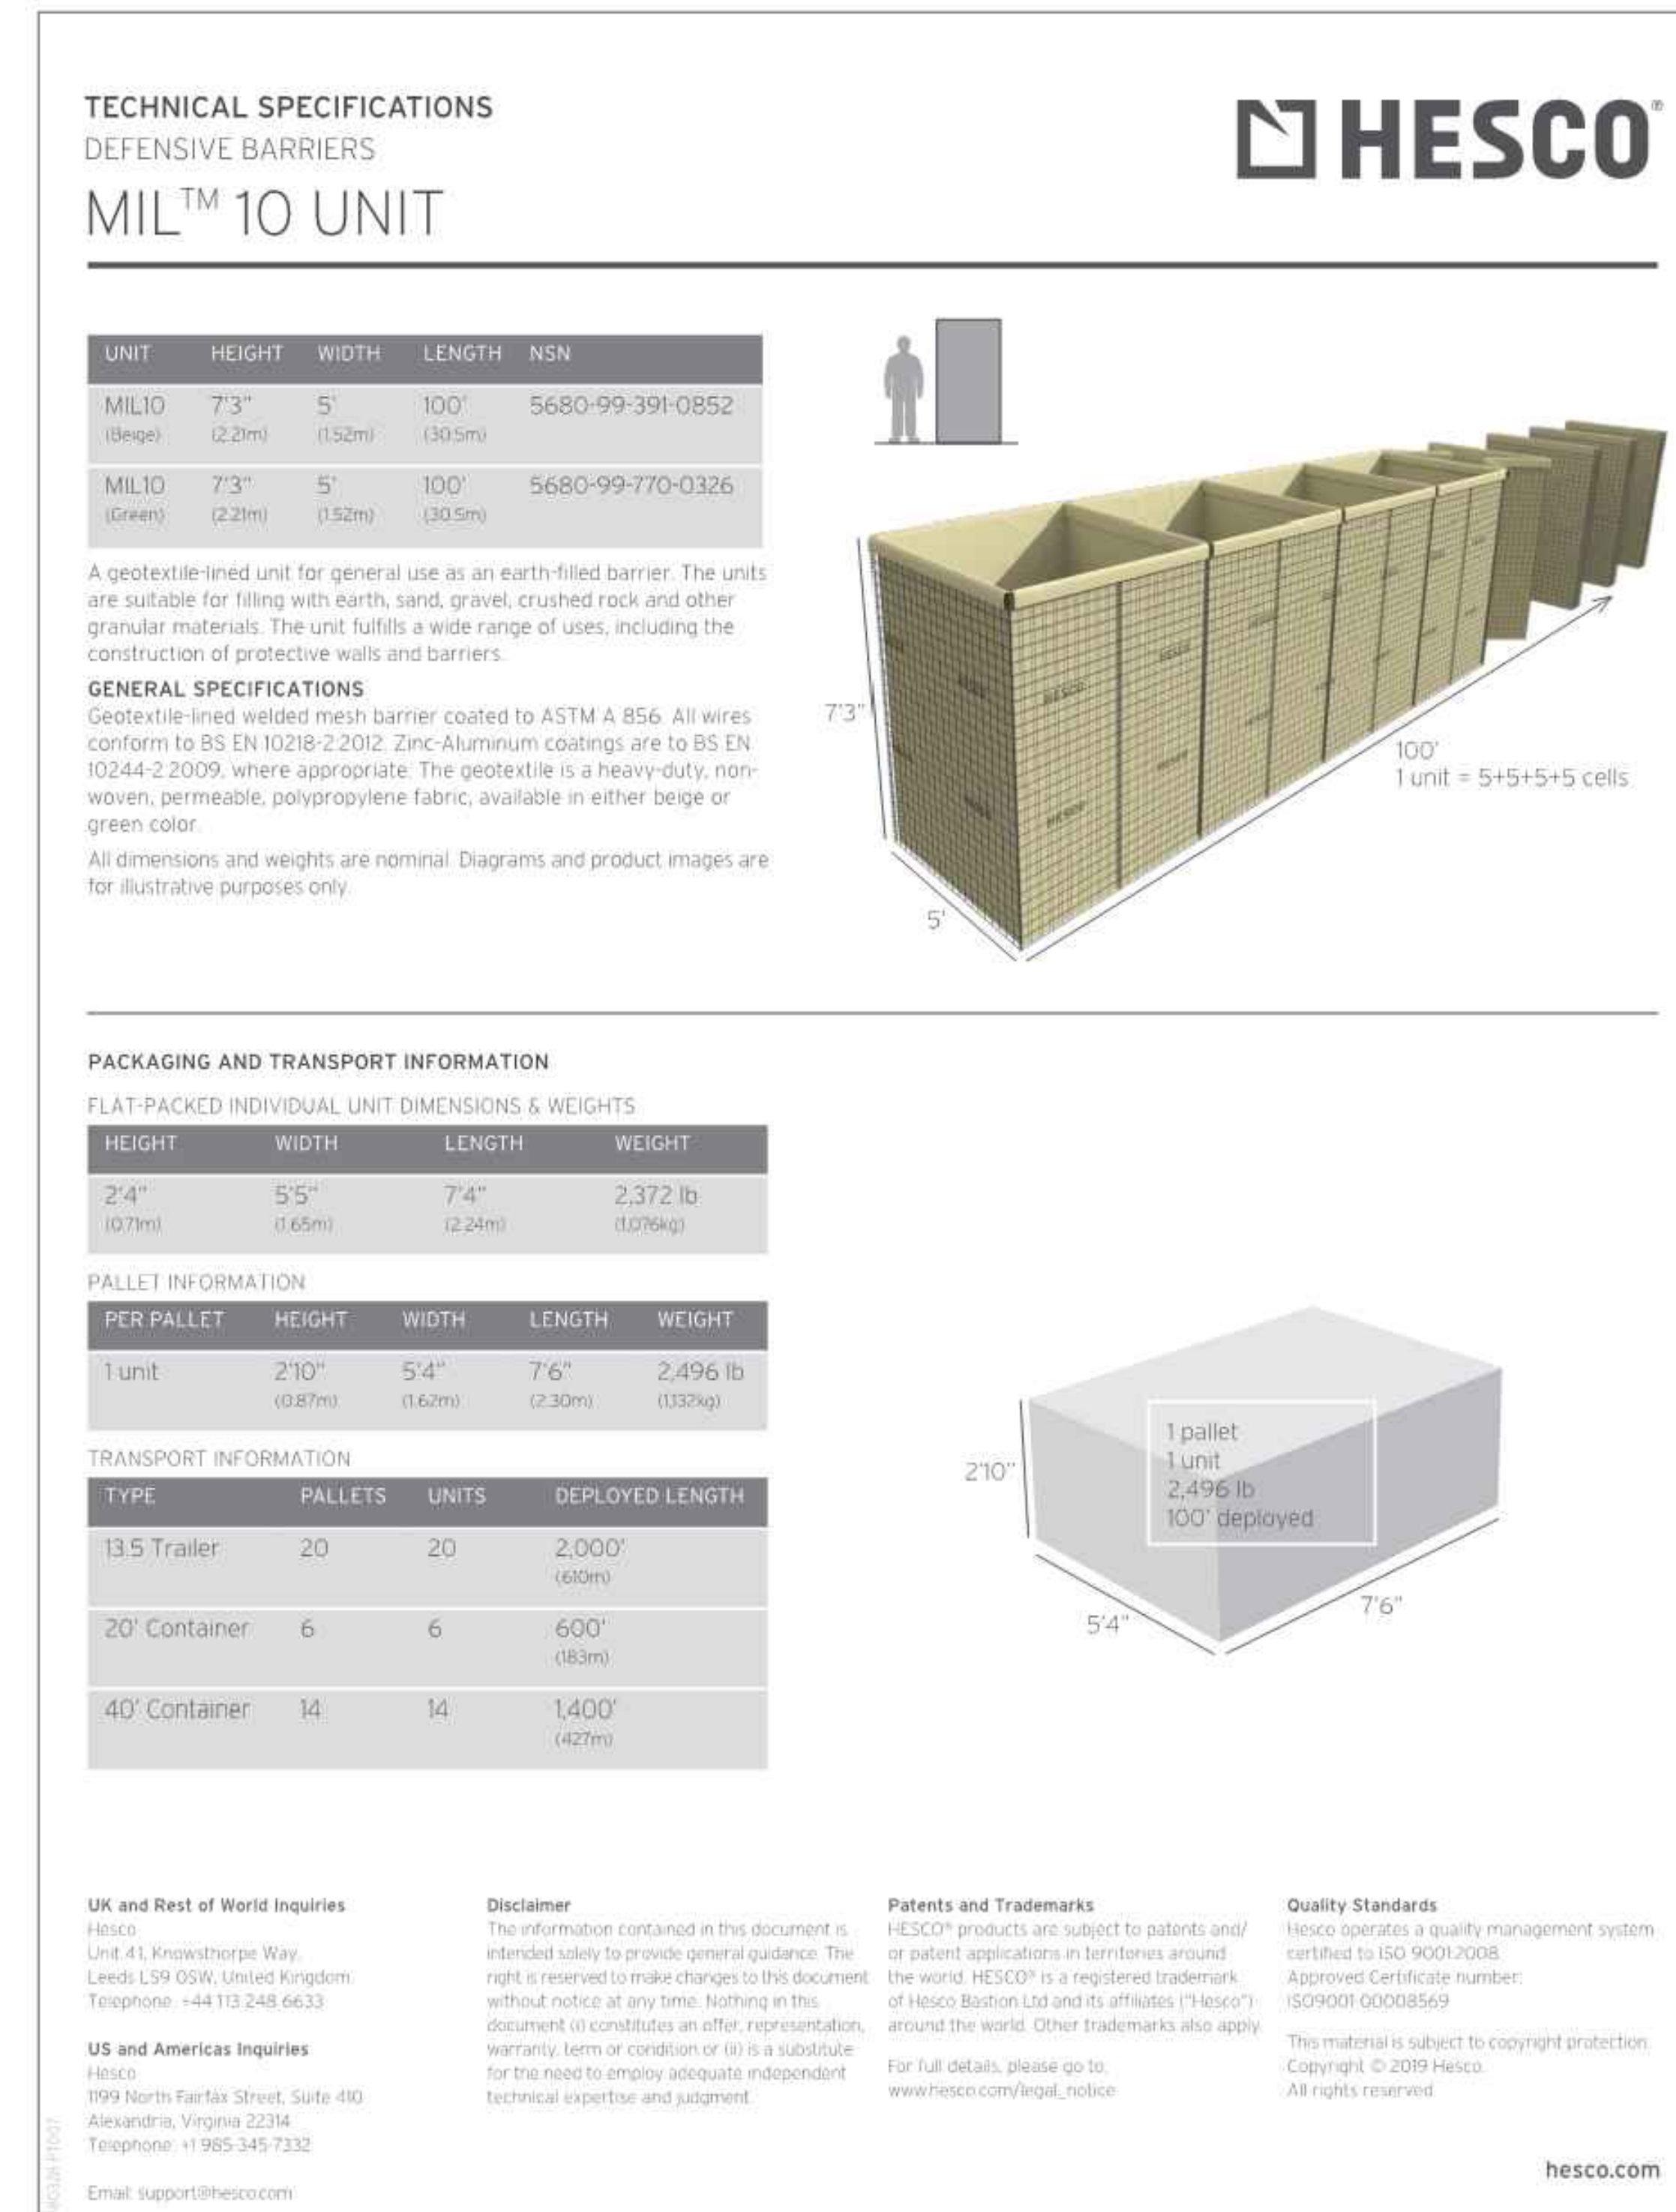 TECHNICAL SPECIFICATIONS
DEFENSIVE BARRIERS
MIL™ 10 UNIT
HESCO®
UNIT HEIGHT WIDTH LENGTH NSN
MIL10 7'3" 5' 100' 5680-99-391-0852
(Beige) (2.21m) (1.52m) (30.5m)
MIL10 7'3" 5' 100' 5680-99-770-0326
(Green) (2.21m) (1.52m) (30.5m)
A geotextile-lined unit for general use as an earth-filled barrier. The units
are suitable for filling with earth, sand, gravel, crushed rock and other
granular materials. The unit fulfills a wide range of uses, including the
construction of protective walls and barriers.
GENERAL SPECIFICATIONS
Geotextile-lined welded mesh barrier coated to ASTM A 856. All wires
conform to BS EN 10218-2:2012. Zinc-Aluminum coatings are to BS EN
10244-2:2009, where appropriate. The geotextile is a heavy-duty, non-
woven, permeable, polypropylene fabric, available in either beige or
green color.
All dimensions and weights are nominal. Diagrams and product images are
for illustrative purposes only.
7'3"
5'
100'
1 unit = 5+5+5+5 cells
PACKAGING AND TRANSPORT INFORMATION
FLAT-PACKED INDIVIDUAL UNIT DIMENSIONS & WEIGHTS
HEIGHT WIDTH LENGTH WEIGHT
2'4" 5'5" 7'4" 2,372 lb
(0.71m) (1.65m) (2.24m) (1,076kg)
PALLET INFORMATION
PER PALLET HEIGHT WIDTH LENGTH WEIGHT
1 unit 2'10" 5'4" 7'6" 2,496 lb
(0.87m) (1.62m) (2.30m) (1132kg)
TRANSPORT INFORMATION
TYPE PALLETS UNITS DEPLOYED LENGTH
13.5 Trailer 20 20 2,000'
(610m)
20' Container 6 6 600'
(183m)
40' Container 14 14 1,400'
(427m)
1 pallet
1 unit
2,496 lb
100' deployed
2'10"
5'4"
7'6"
UK and Rest of World Inquiries
Hesco
Unit 41, Knowsthorpe Way,
Leeds LS9 0SW, United Kingdom
Telephone: +44 113 248 6633
US and Americas Inquiries
Hesco
1199 North Fairfax Street, Suite 410
Alexandria, Virginia 22314
Telephone: +1 985-345-7332
Email: support@hesco.com
Disclaimer
The information contained in this document is
intended solely to provide general guidance. The
right is reserved to make changes to this document
without notice at any time. Nothing in this
document (i) constitutes an offer, representation,
warranty, term or condition or (ii) is a substitute
for the need to employ adequate independent
technical expertise and judgment.
Patents and Trademarks
HESCO® products are subject to patents and/
or patent applications in territories around
the world. HESCO® is a registered trademark
of Hesco Bastion Ltd and its affiliates ("Hesco")
around the world. Other trademarks also apply.
For full details, please go to:
www.hesco.com/legal_notice
Quality Standards
Hesco operates a quality management system
certified to ISO 9001:2008.
Approved Certificate number:
ISO9001-00008569
This material is subject to copyright protection.
Copyright © 2019 Hesco.
All rights reserved.
hesco.com